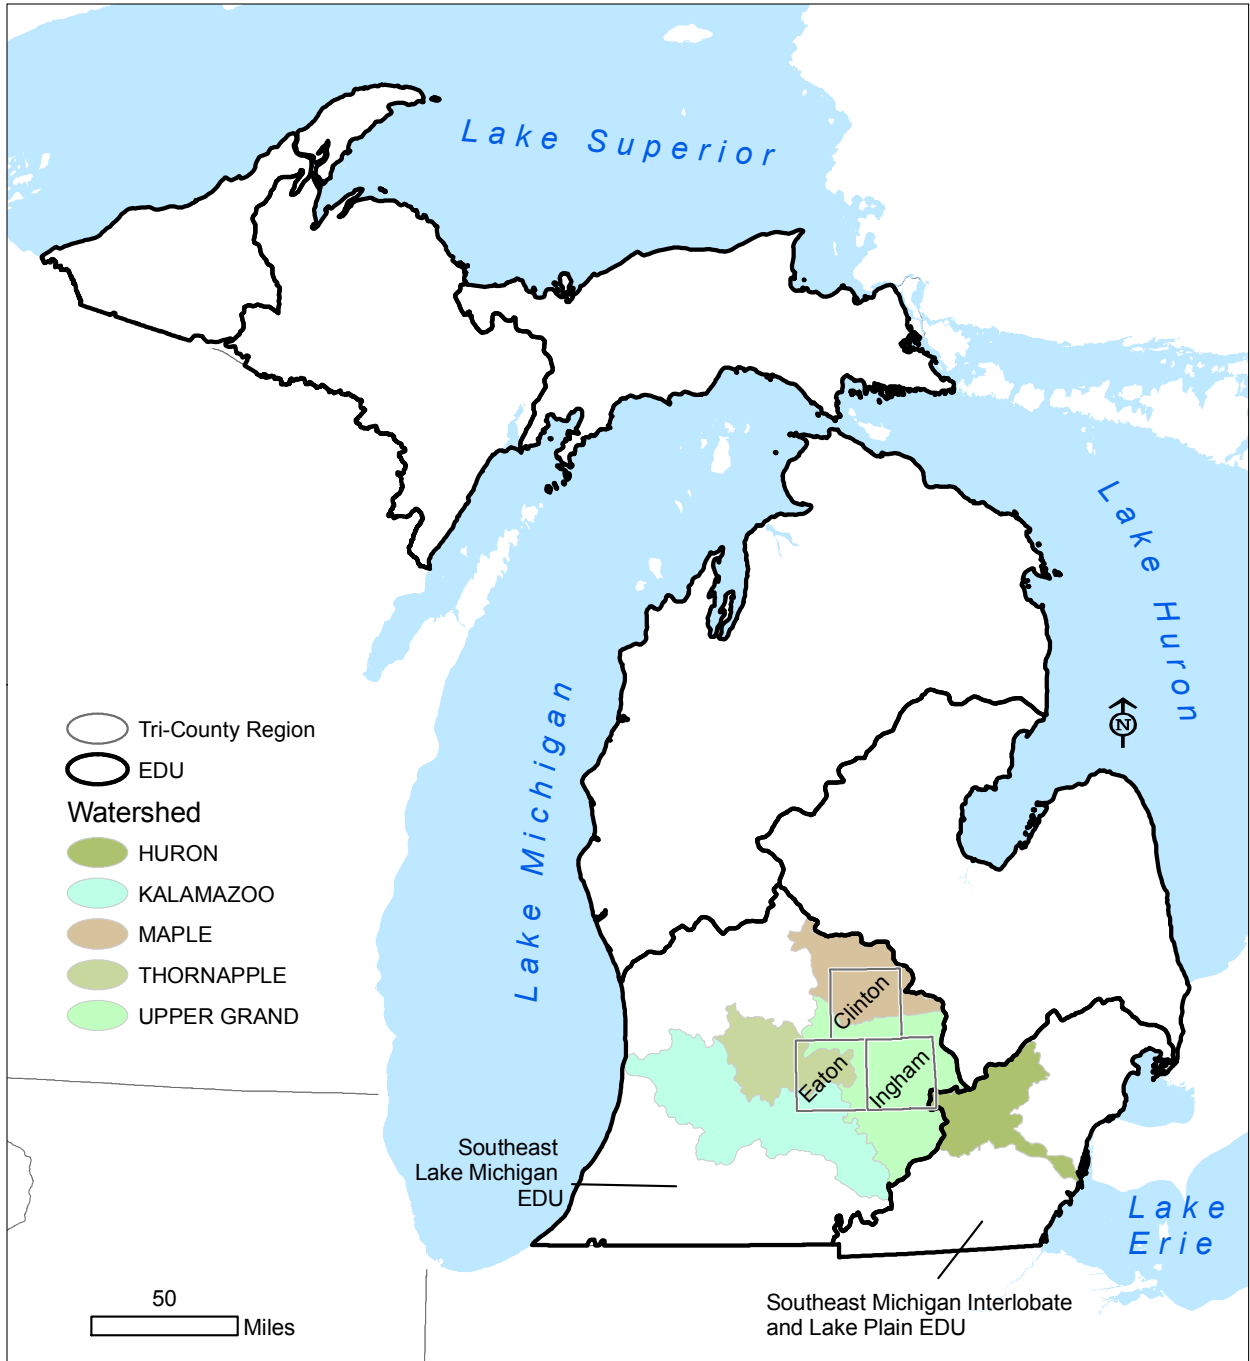 Lake Superior
Lake Huron
N
Lake Michigan
Tri-County Region
EDU
Watershed
HURON
KALAMAZOO
MAPLE
THORNAPPLE
UPPER GRAND
Clinton
Eaton
Ingham
Southeast
Lake Michigan
EDU
Lake
Erie
50
Miles
Southeast Michigan Interlobate
and Lake Plain EDU